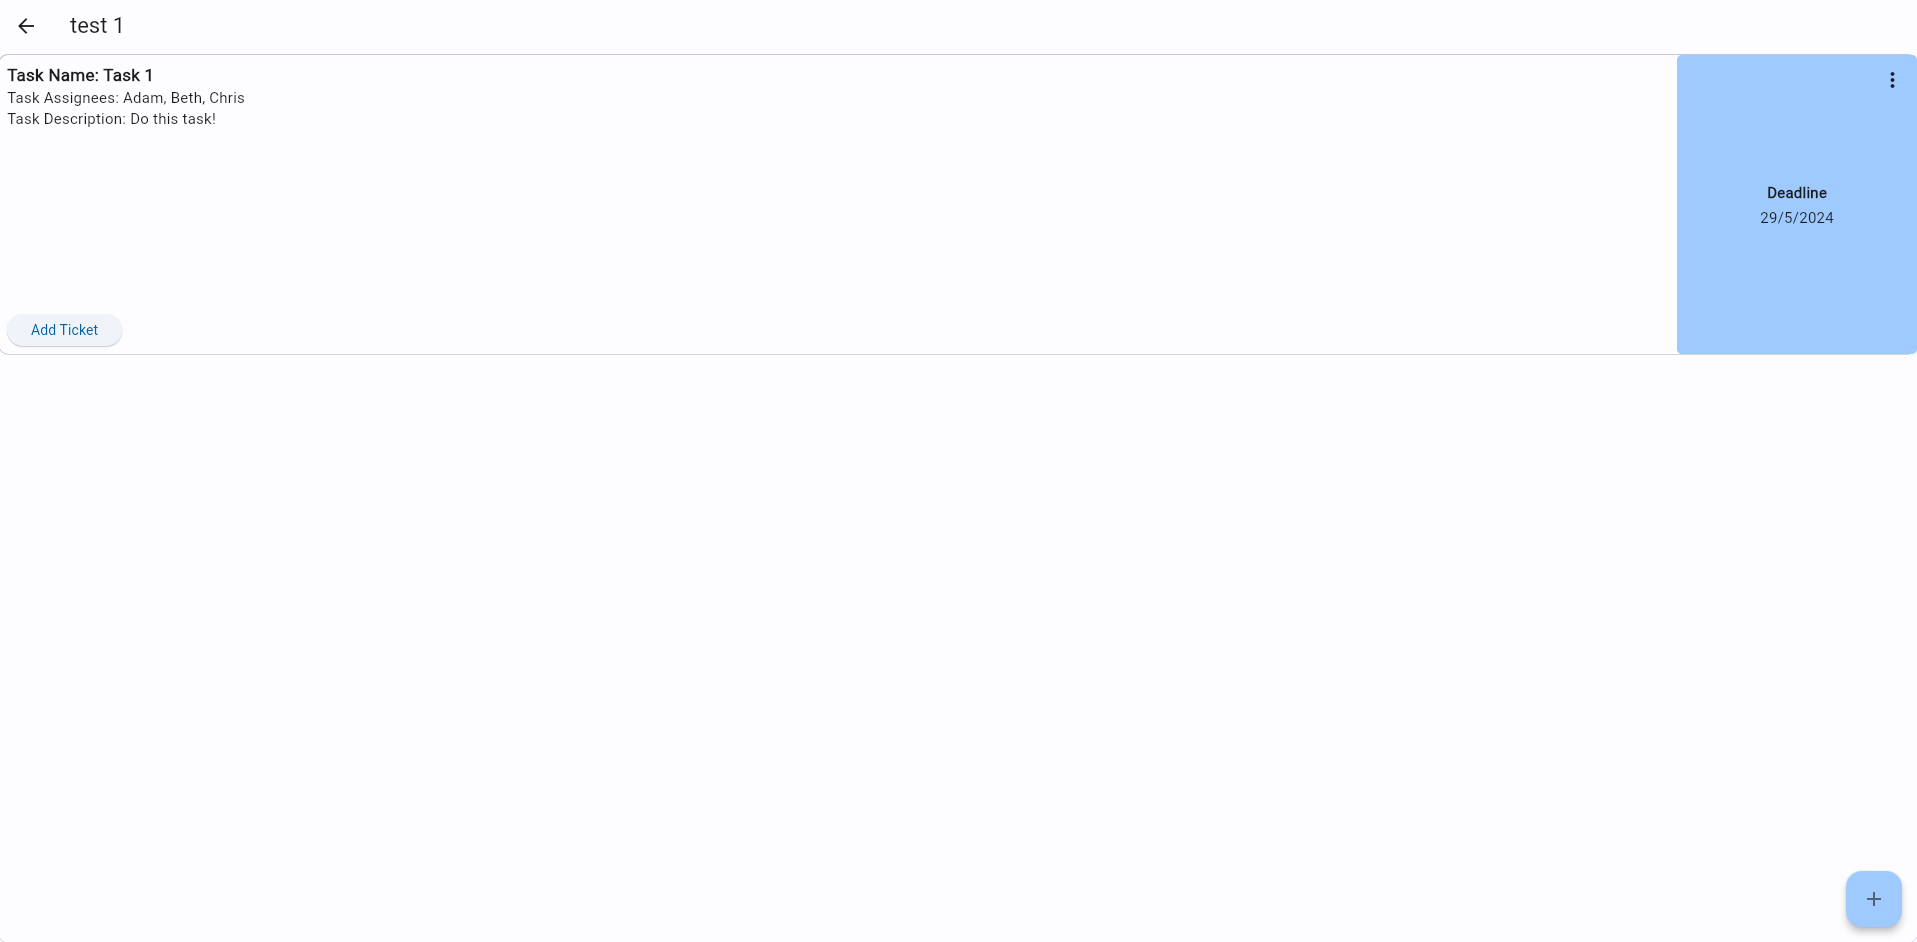 test 1
Task Name: Task 1
Task Assignees: Adam, Beth, Chris
Task Description: Do this task!
Deadline
29/5/2024
Add Ticket